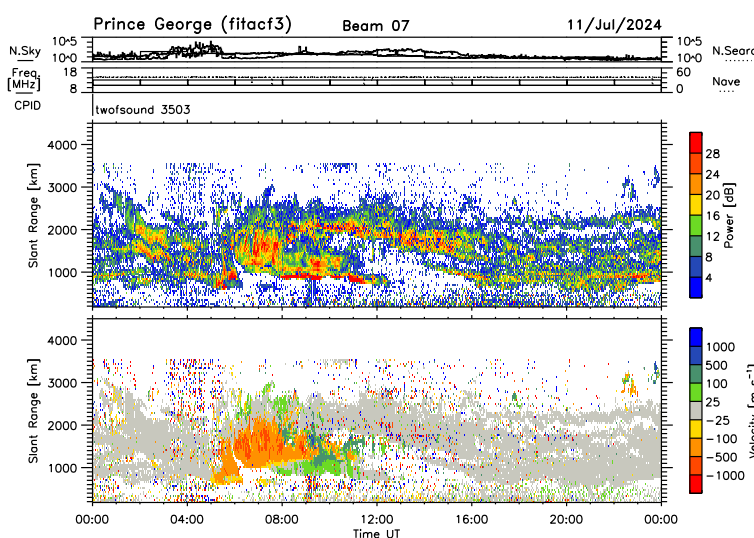 Prince George (fitacf3) Beam 07 11/Jul/2024
N.Sky 10^5 10^0 10^5 10^0 N.Searc
Freq. [MHz] 18 8 60 0 Nave
CPID twofsound 3503
Slant Range [km] 4000 3000 2000 1000
Power [dB] 28 24 20 16 12 8 4
Slant Range [km] 4000 3000 2000 1000
Velocity [m s^-1] 1000 500 100 25 -25 -100 -500 -1000
00:00 04:00 08:00 12:00 16:00 20:00 00:00
Time UT